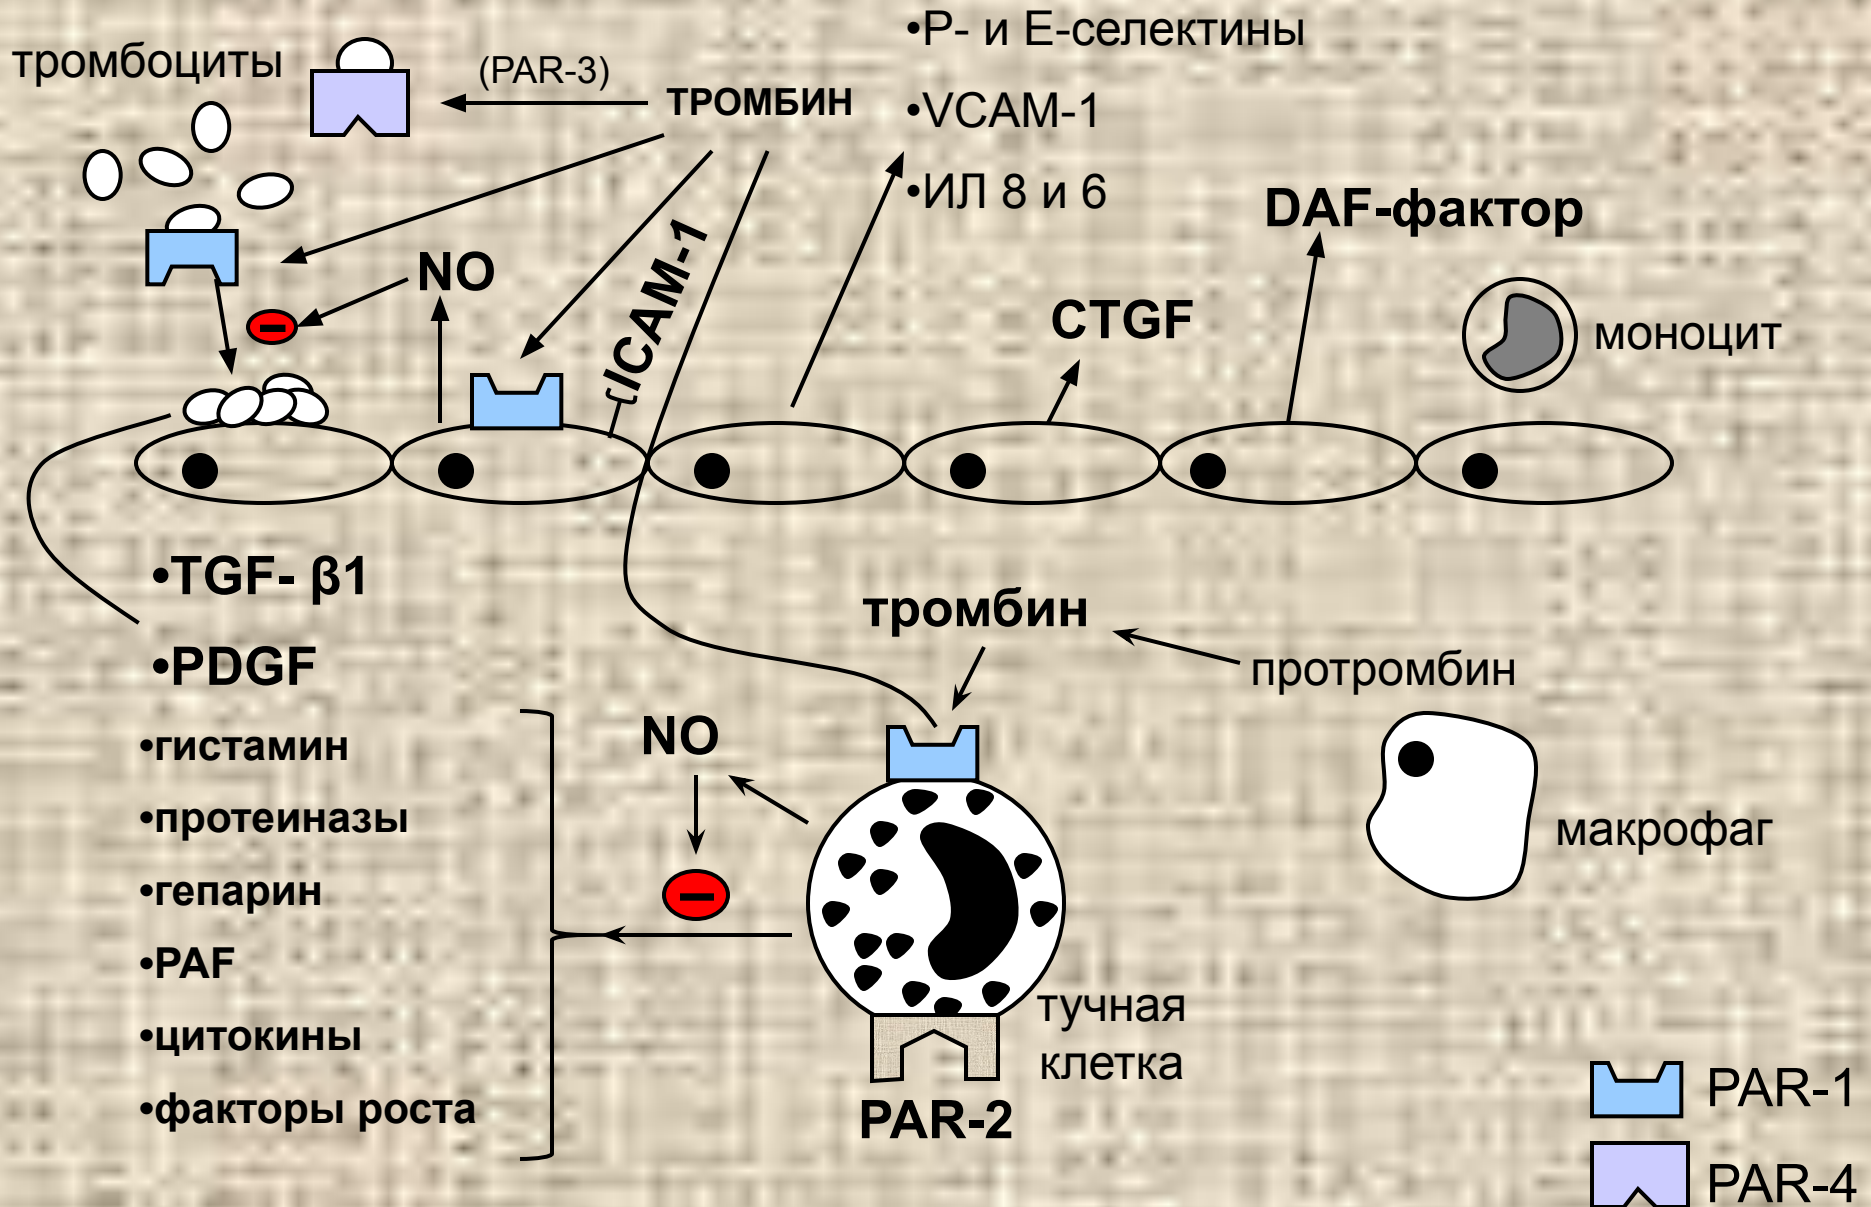 •P- и E-селектины
тромбоциты
(PAR-3)
ТРОМБИН
•VCAM-1
•ИЛ 8 и 6
DAF-фактор
NO
ICAM-1
CTGF
моноцит
•TGF- β1
тромбин
•PDGF
протромбин
NO
•гистамин
•протеиназы
макрофаг
•гепарин
•PAF
тучная
клетка
•цитокины
•факторы роста
PAR-2
PAR-1
PAR-4